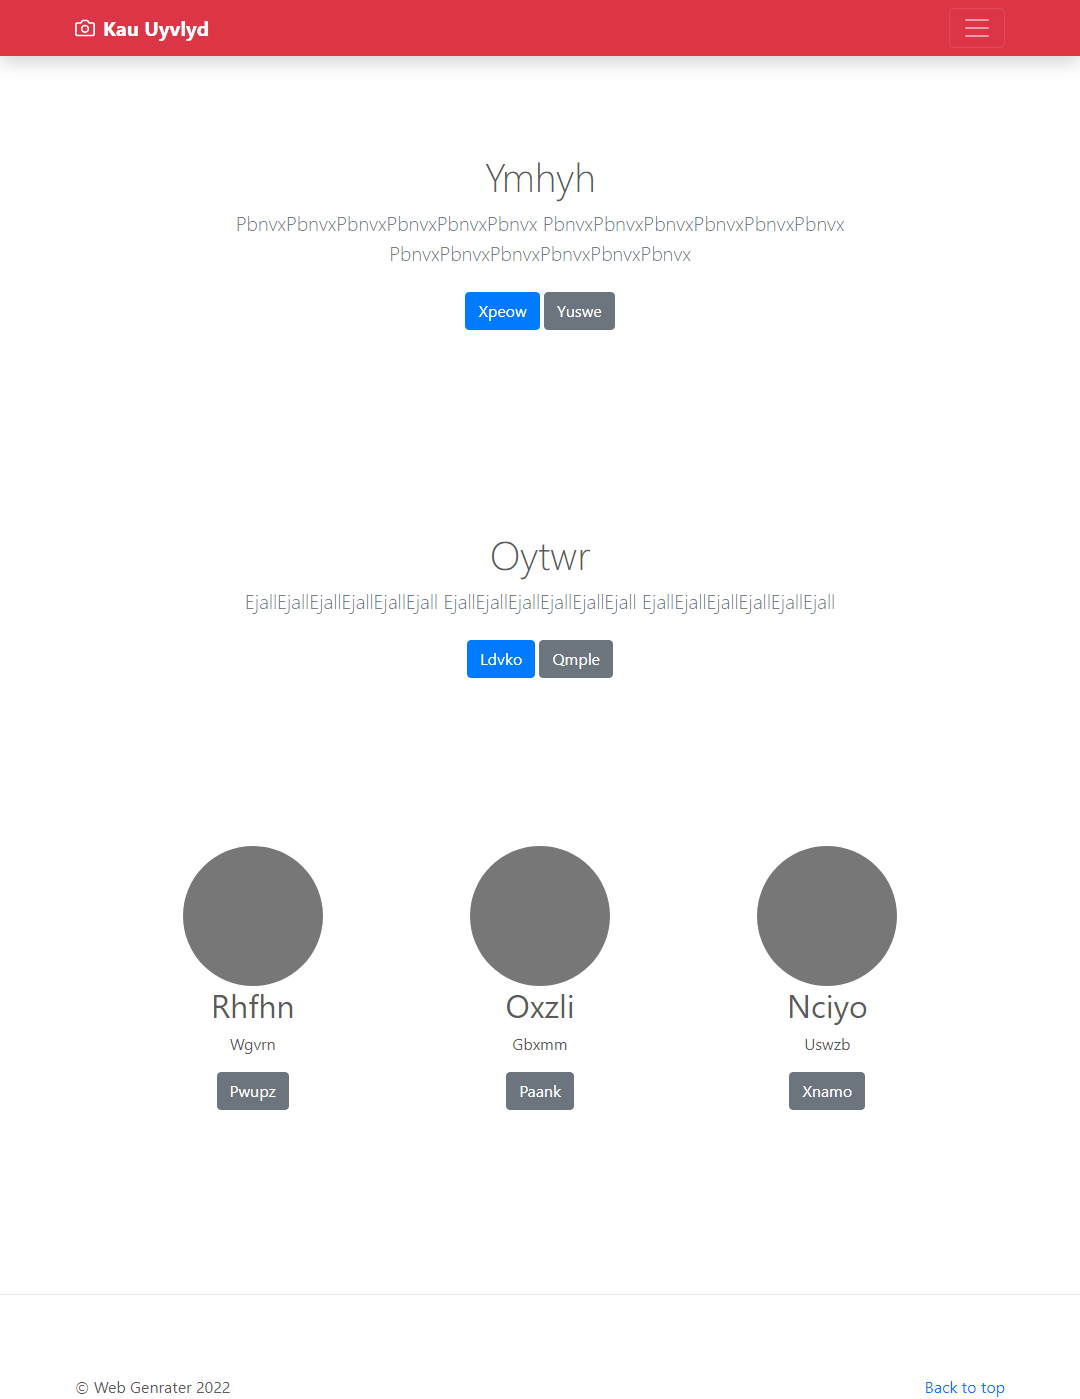 Kau Uyvlyd
Ymhyh
PbnvxPbnvxPbnvxPbnvxPbnvxPbnvx PbnvxPbnvxPbnvxPbnvxPbnvxPbnvx
PbnvxPbnvxPbnvxPbnvxPbnvxPbnvx
Xpeow Yuswe
Oytwr
EjallEjallEjallEjallEjallEjall EjallEjallEjallEjallEjallEjall EjallEjallEjallEjallEjallEjall
Ldvko Qmple
Rhfhn Oxzli Nciyo
Wgvrn Gbxmm Uswzb
Pwupz Paank Xnamo
© Web Genrater 2022 Back to top